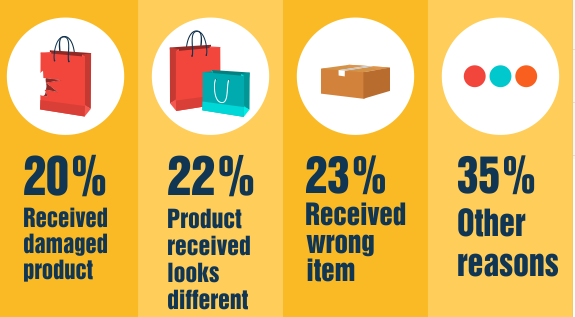 20%
Received
damaged
product
22%
Product
received
looks
different
23%
Received
wrong
item
35%
Other
reasons